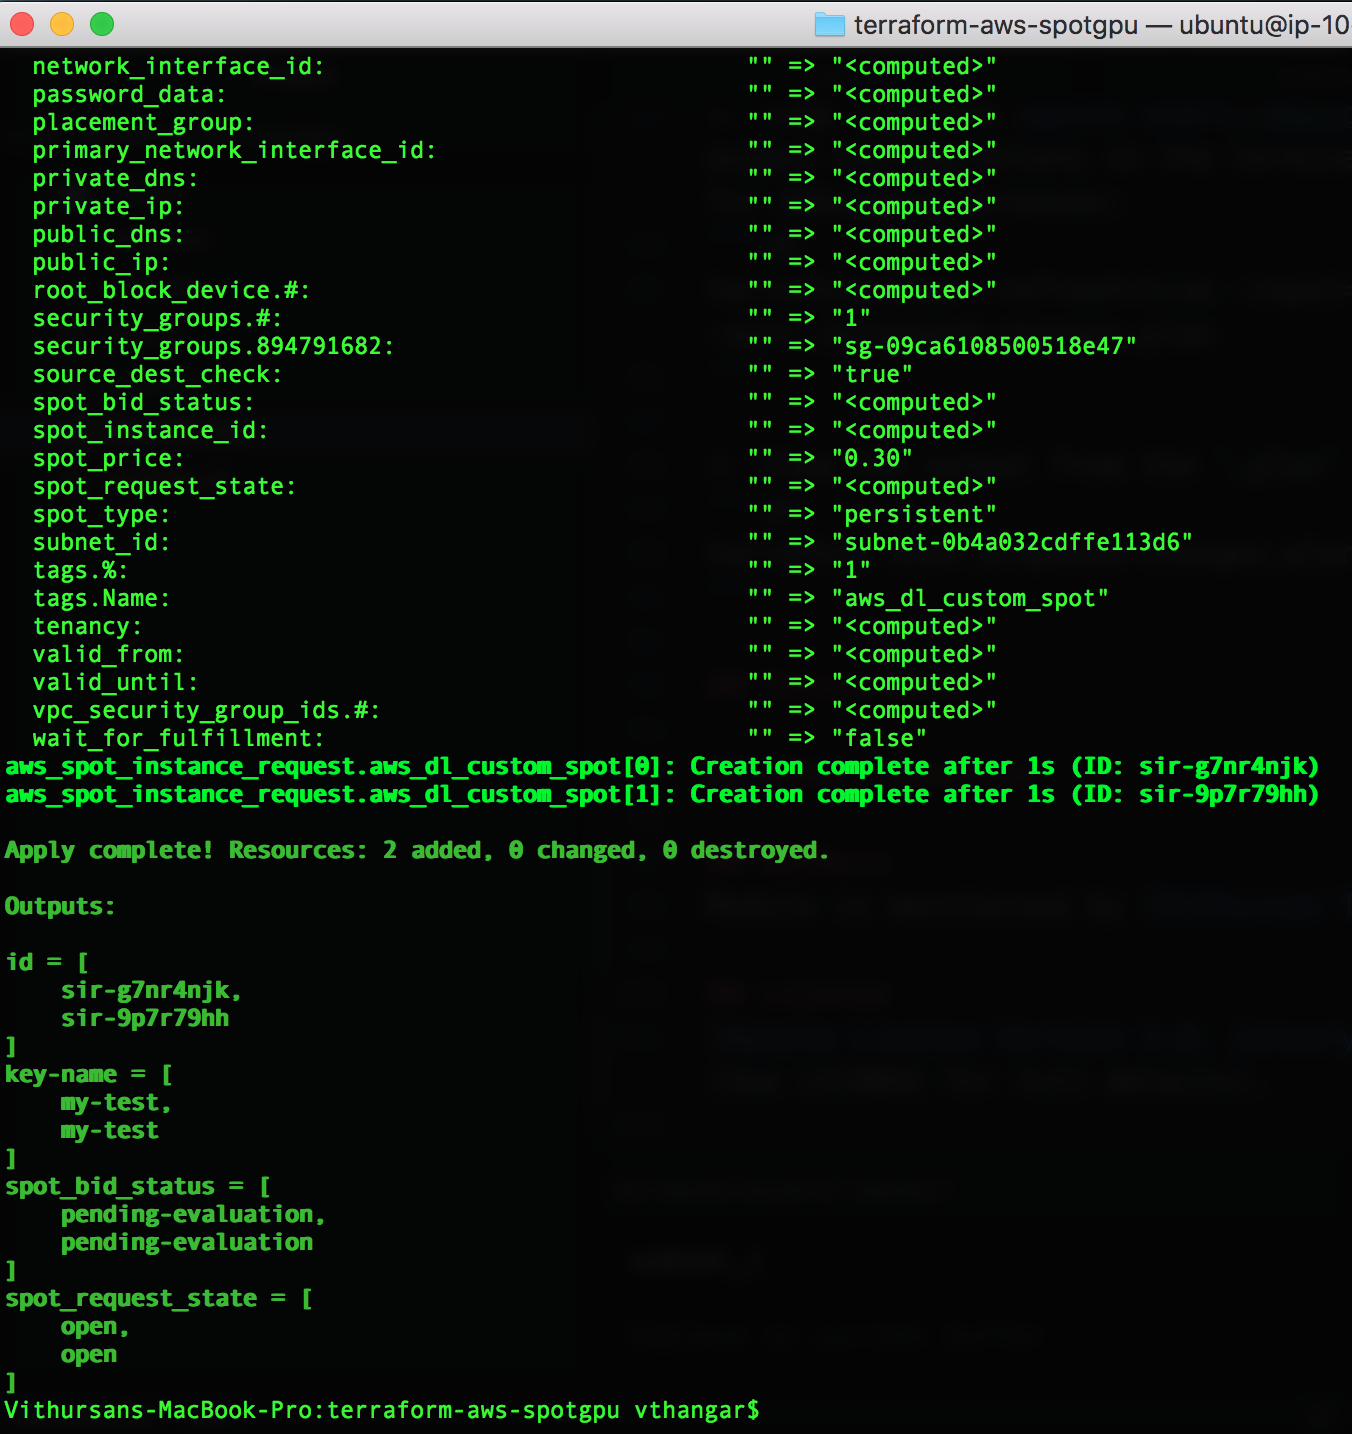 terraform-aws-spotgpu — ubuntu@ip-10
network_interface_id: "" => "<computed>"
password_data: "" => "<computed>"
placement_group: "" => "<computed>"
primary_network_interface_id: "" => "<computed>"
private_dns: "" => "<computed>"
private_ip: "" => "<computed>"
public_dns: "" => "<computed>"
public_ip: "" => "<computed>"
root_block_device.#: "" => "<computed>"
security_groups.#: "" => "1"
security_groups.894791682: "" => "sg-09ca6108500518e47"
source_dest_check: "" => "true"
spot_bid_status: "" => "<computed>"
spot_instance_id: "" => "<computed>"
spot_price: "" => "0.30"
spot_request_state: "" => "<computed>"
spot_type: "" => "persistent"
subnet_id: "" => "subnet-0b4a032cdffe113d6"
tags.%: "" => "1"
tags.Name: "" => "aws_dl_custom_spot"
tenancy: "" => "<computed>"
valid_from: "" => "<computed>"
valid_until: "" => "<computed>"
vpc_security_group_ids.#: "" => "<computed>"
wait_for_fulfillment: "" => "false"
aws_spot_instance_request.aws_dl_custom_spot[0]: Creation complete after 1s (ID: sir-g7nr4njk)
aws_spot_instance_request.aws_dl_custom_spot[1]: Creation complete after 1s (ID: sir-9p7r79hh)
Apply complete! Resources: 2 added, 0 changed, 0 destroyed.
Outputs:
id = [
sir-g7nr4njk,
sir-9p7r79hh
]
key-name = [
my-test,
my-test
]
spot_bid_status = [
pending-evaluation,
pending-evaluation
]
spot_request_state = [
open,
open
]
Vithursans-MacBook-Pro:terraform-aws-spotgpu vthangar$